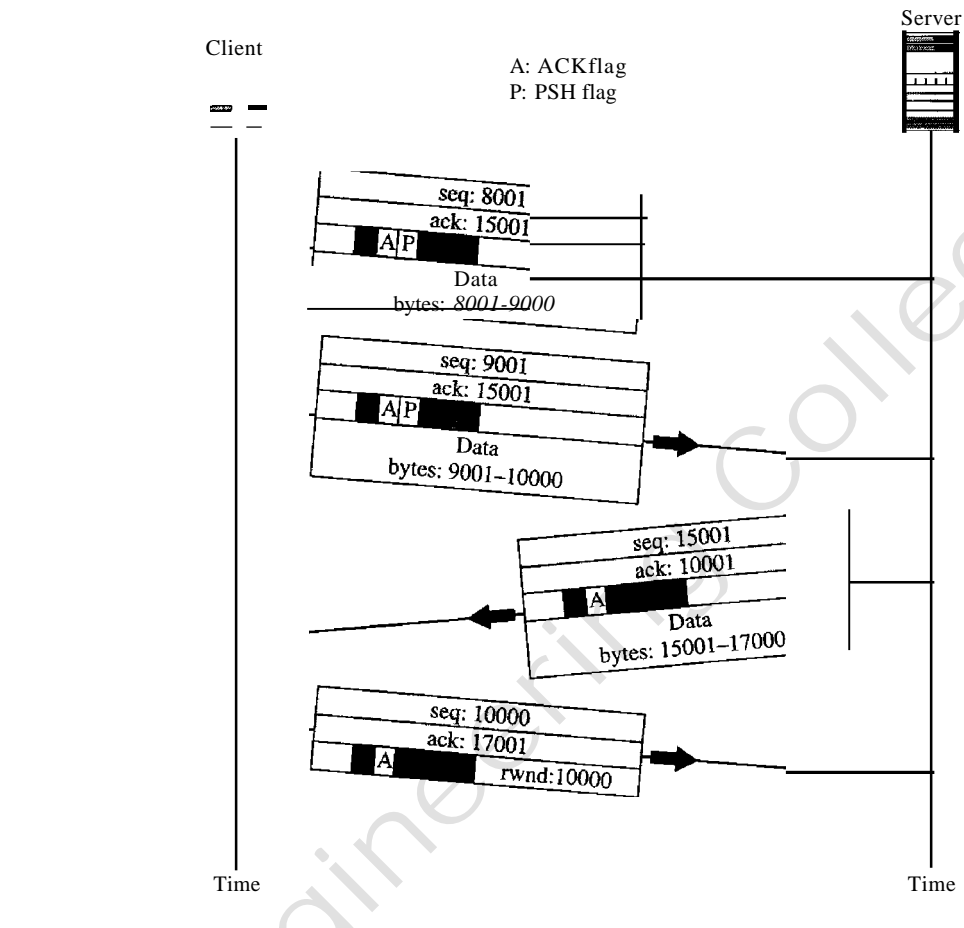 Server
Client
A: ACKflag
P: PSH flag
seq: 8001
ack: 15001
A P
Data
bytes: 8001-9000
seq: 9001
ack: 15001
A P
Data
bytes: 9001–10000
seq: 15001
ack: 10001
A
Data
bytes: 15001–17000
seq: 10000
ack: 17001
A
rwnd:10000
Time
Time